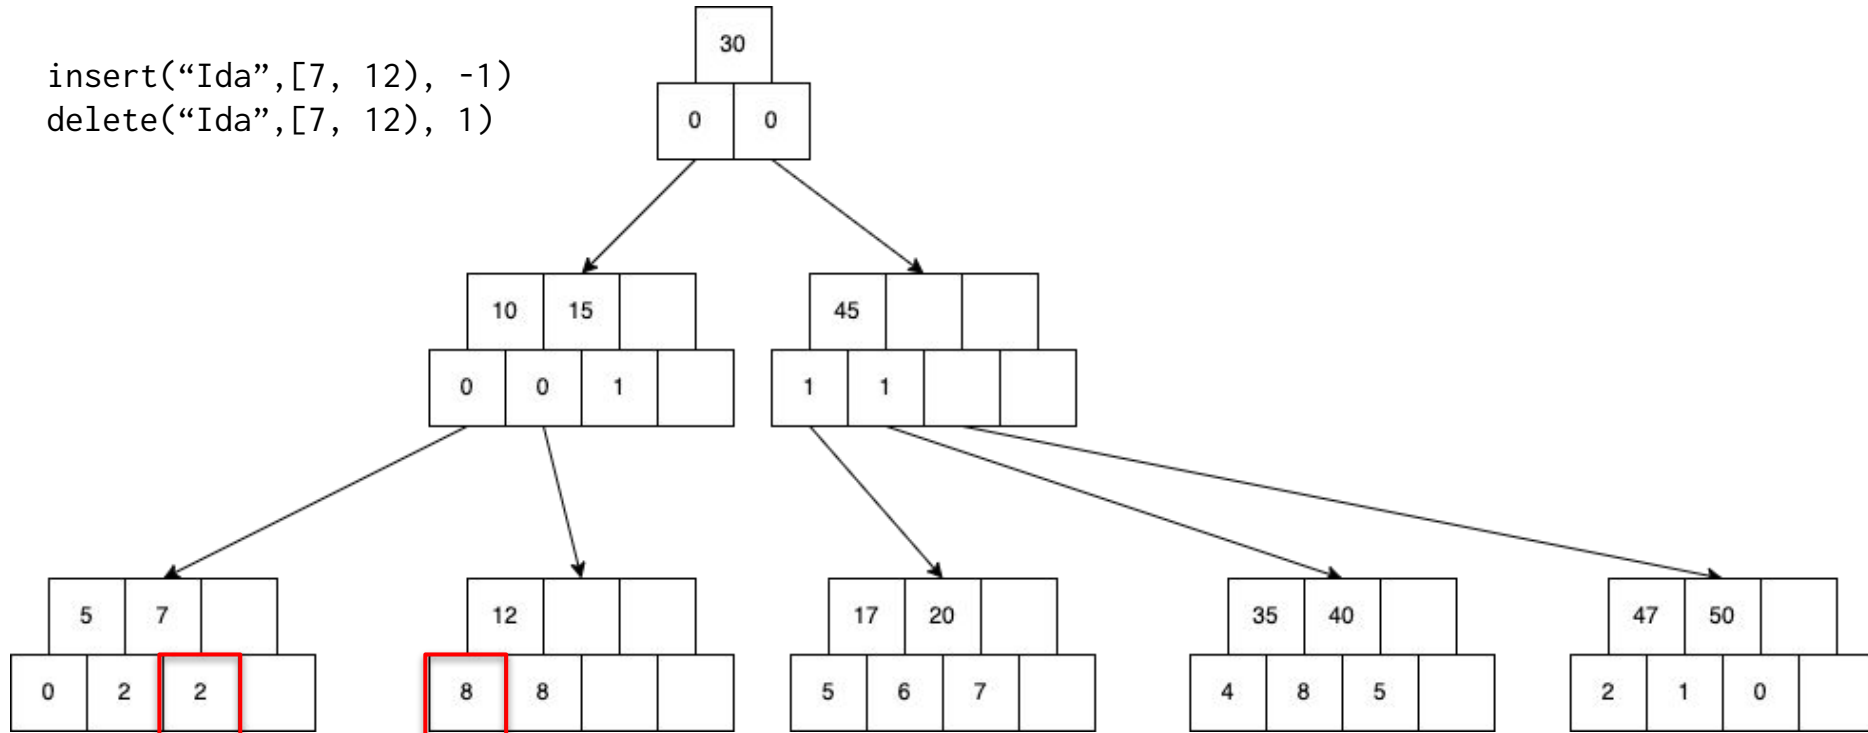 insert(“Ida”,[7, 12), -1)
delete(“Ida”,[7, 12), 1)
30
0 0
10 15
45
0 0 1
1 1
5 7
12
17 20
35 40
47 50
0 2 2
8 8
5 6 7
4 8 5
2 1 0